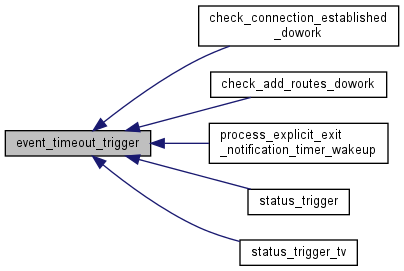 check_connection_established
_dowork
check_add_routes_dowork
event_timeout_trigger
process_explicit_exit
_notification_timer_wakeup
status_trigger
status_trigger_tv